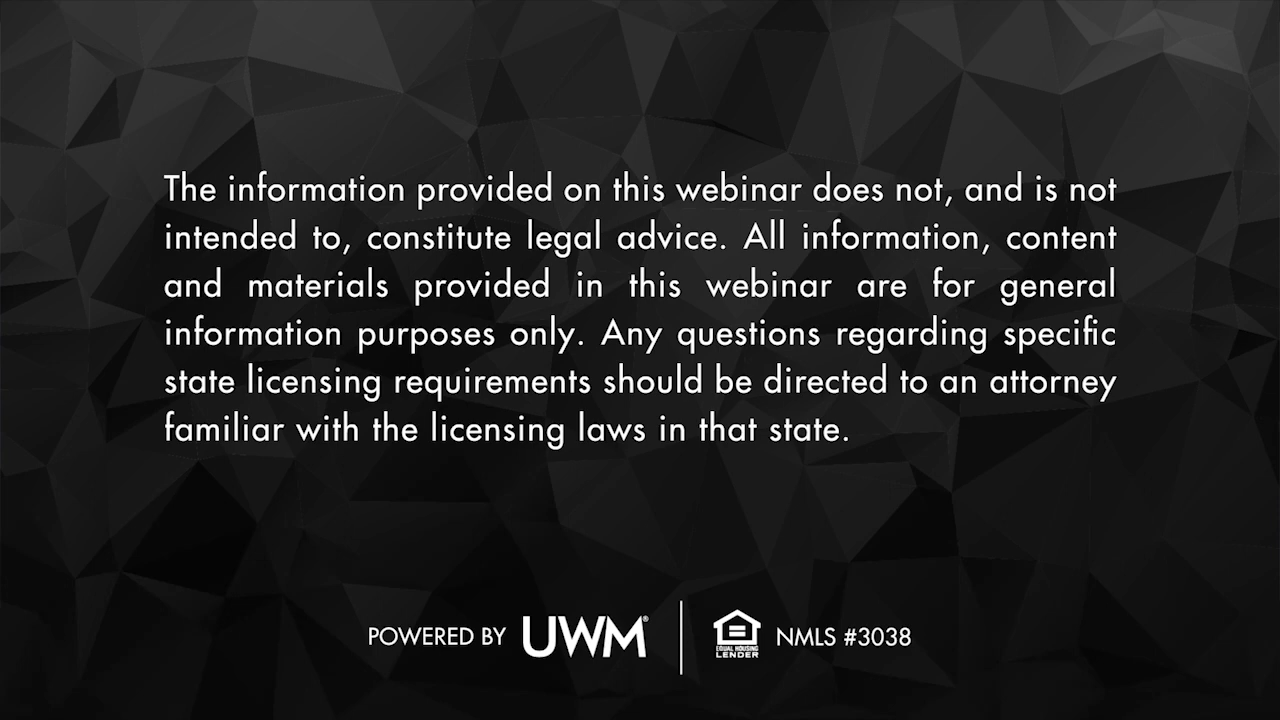 The information provided on this webinar does not, and is not
intended to, constitute legal advice. All information, content
and materials provided in this webinar are for general
information purposes only. Any questions regarding specific
state licensing requirements should be directed to an attorney
familiar with the licensing laws in that state.
POWERED BY UWM® NMLS #3038
EQUAL HOUSING
LENDER